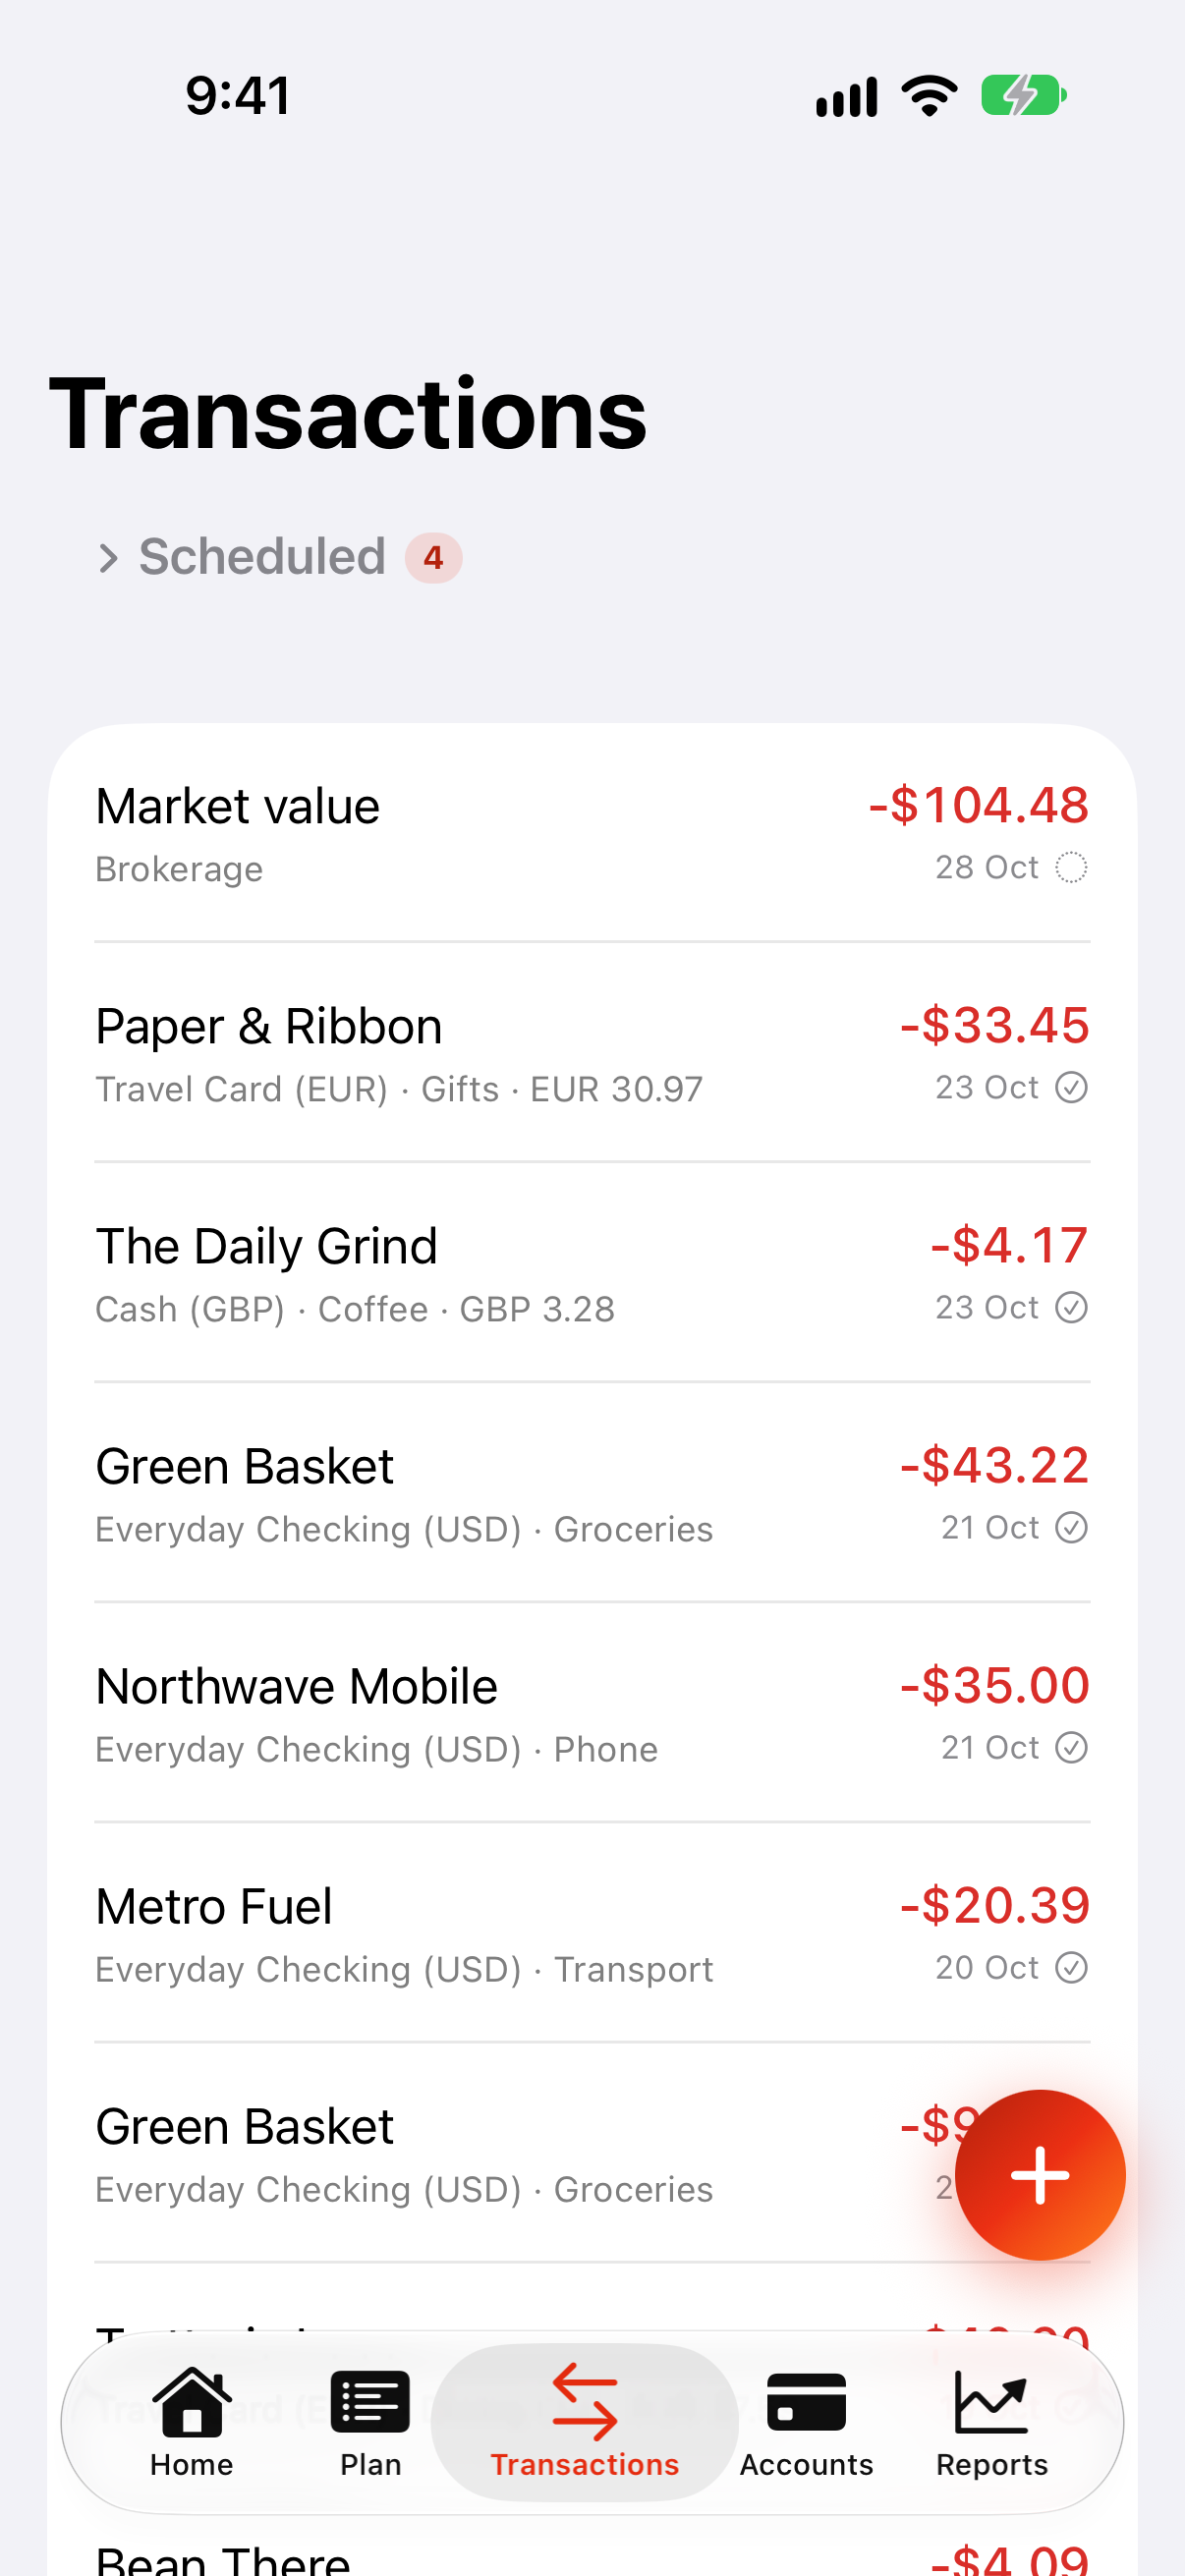 9:41
Transactions
Scheduled 4
Market value -$104.48
Brokerage 28 Oct
Paper & Ribbon -$33.45
Travel Card (EUR) · Gifts · EUR 30.97 23 Oct
The Daily Grind -$4.17
Cash (GBP) · Coffee · GBP 3.28 23 Oct
Green Basket -$43.22
Everyday Checking (USD) · Groceries 21 Oct
Northwave Mobile -$35.00
Everyday Checking (USD) · Phone 21 Oct
Metro Fuel -$20.39
Everyday Checking (USD) · Transport 20 Oct
Green Basket -$9
Everyday Checking (USD) · Groceries 2
Home Plan Transactions Accounts Reports
Bean There -$4.09